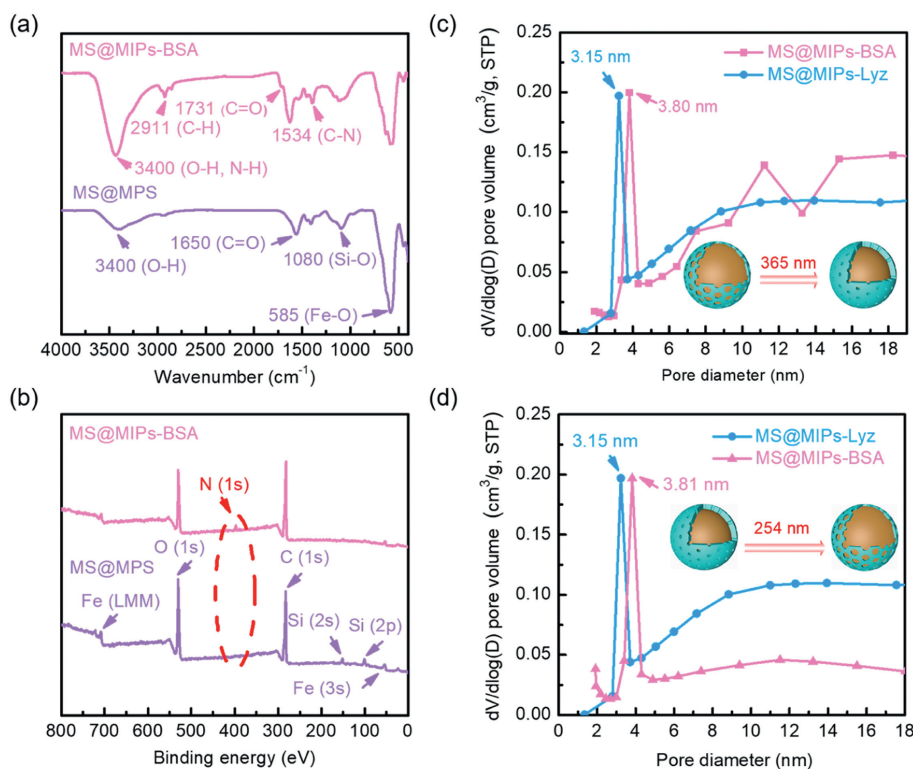 (a)
MS@MIPs-BSA
1731 (C=O)
2911 (C-H)
1534 (C-N)
3400 (O-H, N-H)
MS@MPS
1650 (C=O)
1080 (Si-O)
3400 (O-H)
585 (Fe-O)
4000 3500 3000 2500 2000 1500 1000 500
Wavenumber (cm⁻¹)
(b)
MS@MIPs-BSA
N (1s)
O (1s)
C (1s)
MS@MPS
Fe (LMM)
Si (2s)
Si (2p)
Fe (3s)
800 700 600 500 400 300 200 100 0
Binding energy (eV)
(c)
dV/dlog(D) pore volume (cm³/g, STP)
0.20
0.15
0.10
0.05
0.00
3.15 nm
MS@MIPs-BSA
MS@MIPs-Lyz
3.80 nm
365 nm
0 2 4 6 8 10 12 14 16 18
Pore diameter (nm)
(d)
dV/dlog(D) pore volume (cm³/g, STP)
0.25
0.20
0.15
0.10
0.05
0.00
3.15 nm
MS@MIPs-Lyz
MS@MIPs-BSA
3.81 nm
254 nm
0 2 4 6 8 10 12 14 16 18
Pore diameter (nm)